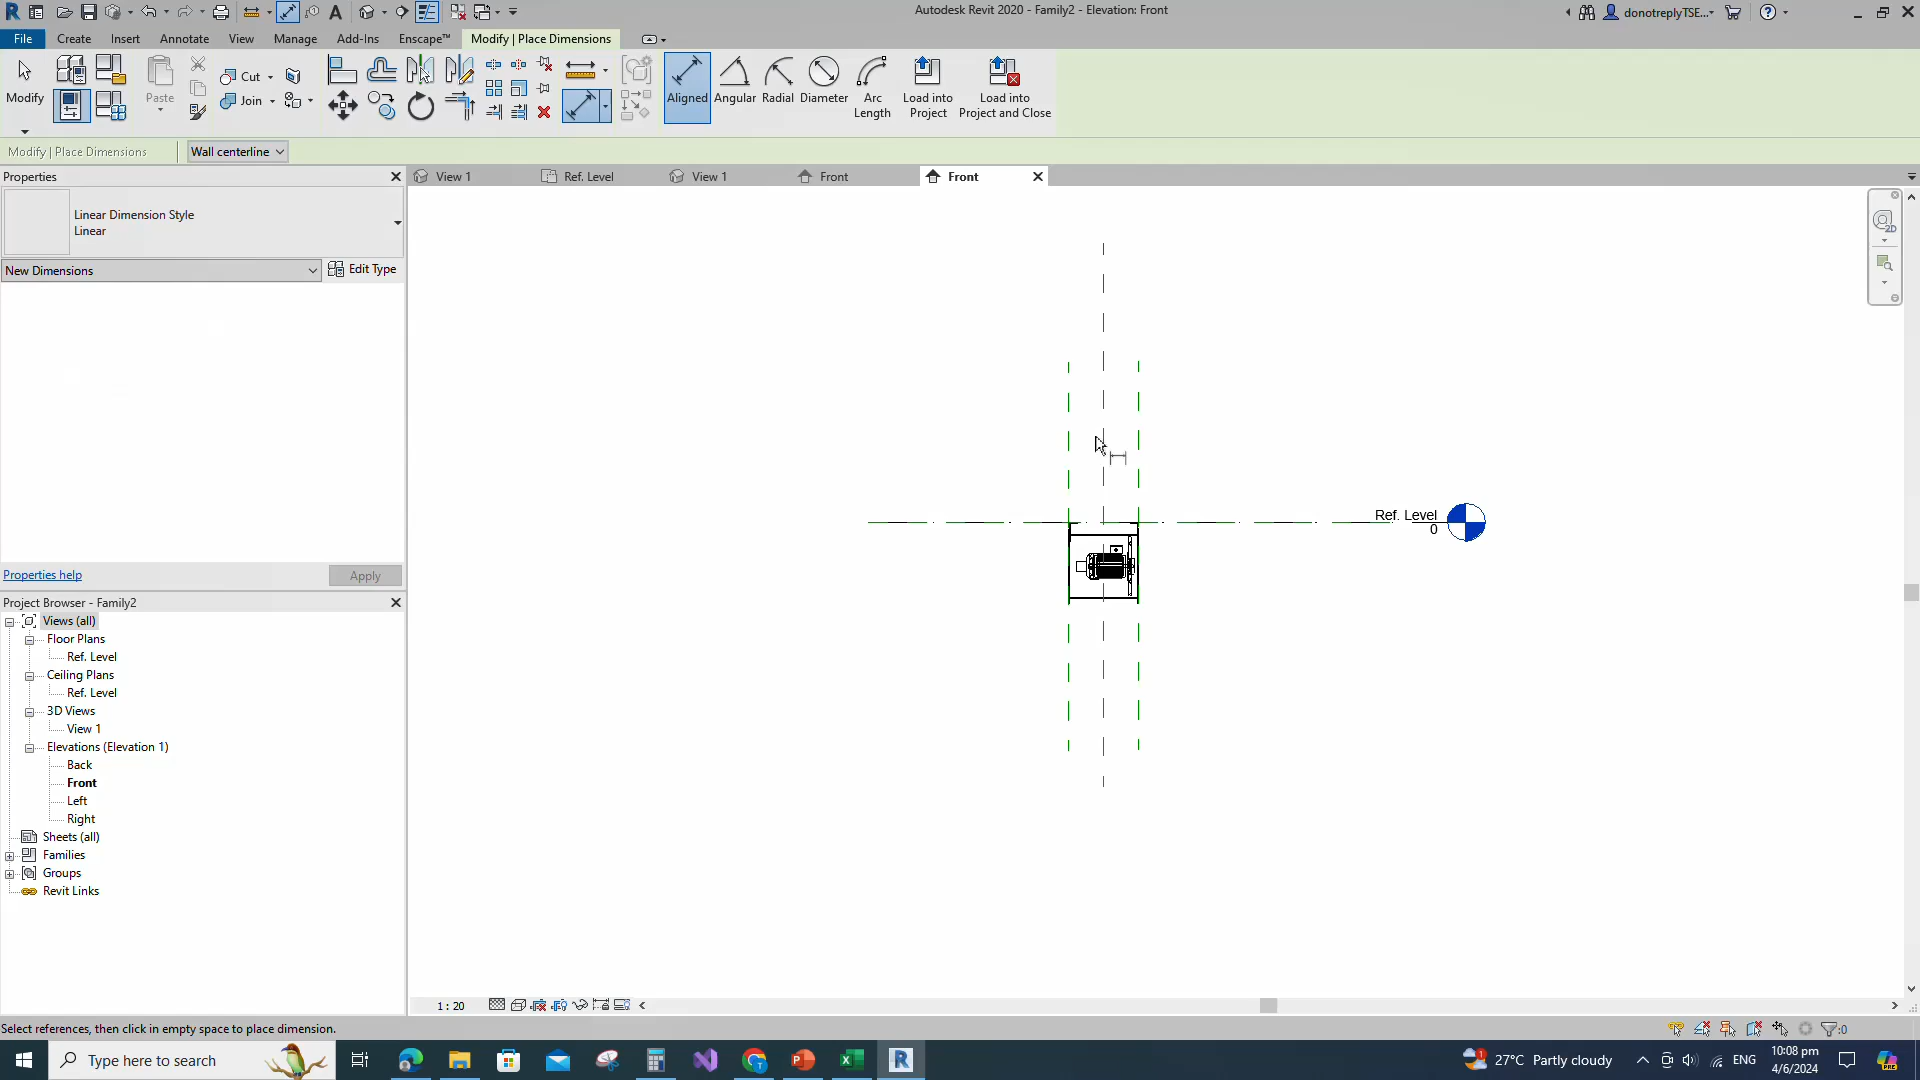 Autodesk Revit 2020 - Family2 - Elevation: Front
donotreplyTSE...
File
Create
Insert
Annotate
View
Manage
Add-Ins
Enscape™
Modify | Place Dimensions
Modify
Paste
Cut
Join
Aligned
Angular
Radial
Diameter
Arc
Length
Load into
Project
Load into
Project and Close
Modify | Place Dimensions
Wall centerline
Properties
View 1
Ref. Level
View 1
Front
Front
Linear Dimension Style
Linear
New Dimensions
Edit Type
2D
Ref. Level
0
Properties help
Apply
Project Browser - Family2
Views (all)
Floor Plans
Ref. Level
Ceiling Plans
Ref. Level
3D Views
View 1
Elevations (Elevation 1)
Back
Front
Left
Right
Sheets (all)
Families
Groups
Revit Links
1 : 20
Select references, then click in empty space to place dimension.
:0
Type here to search
27°C Partly cloudy
ENG
10:08 pm
4/6/2024